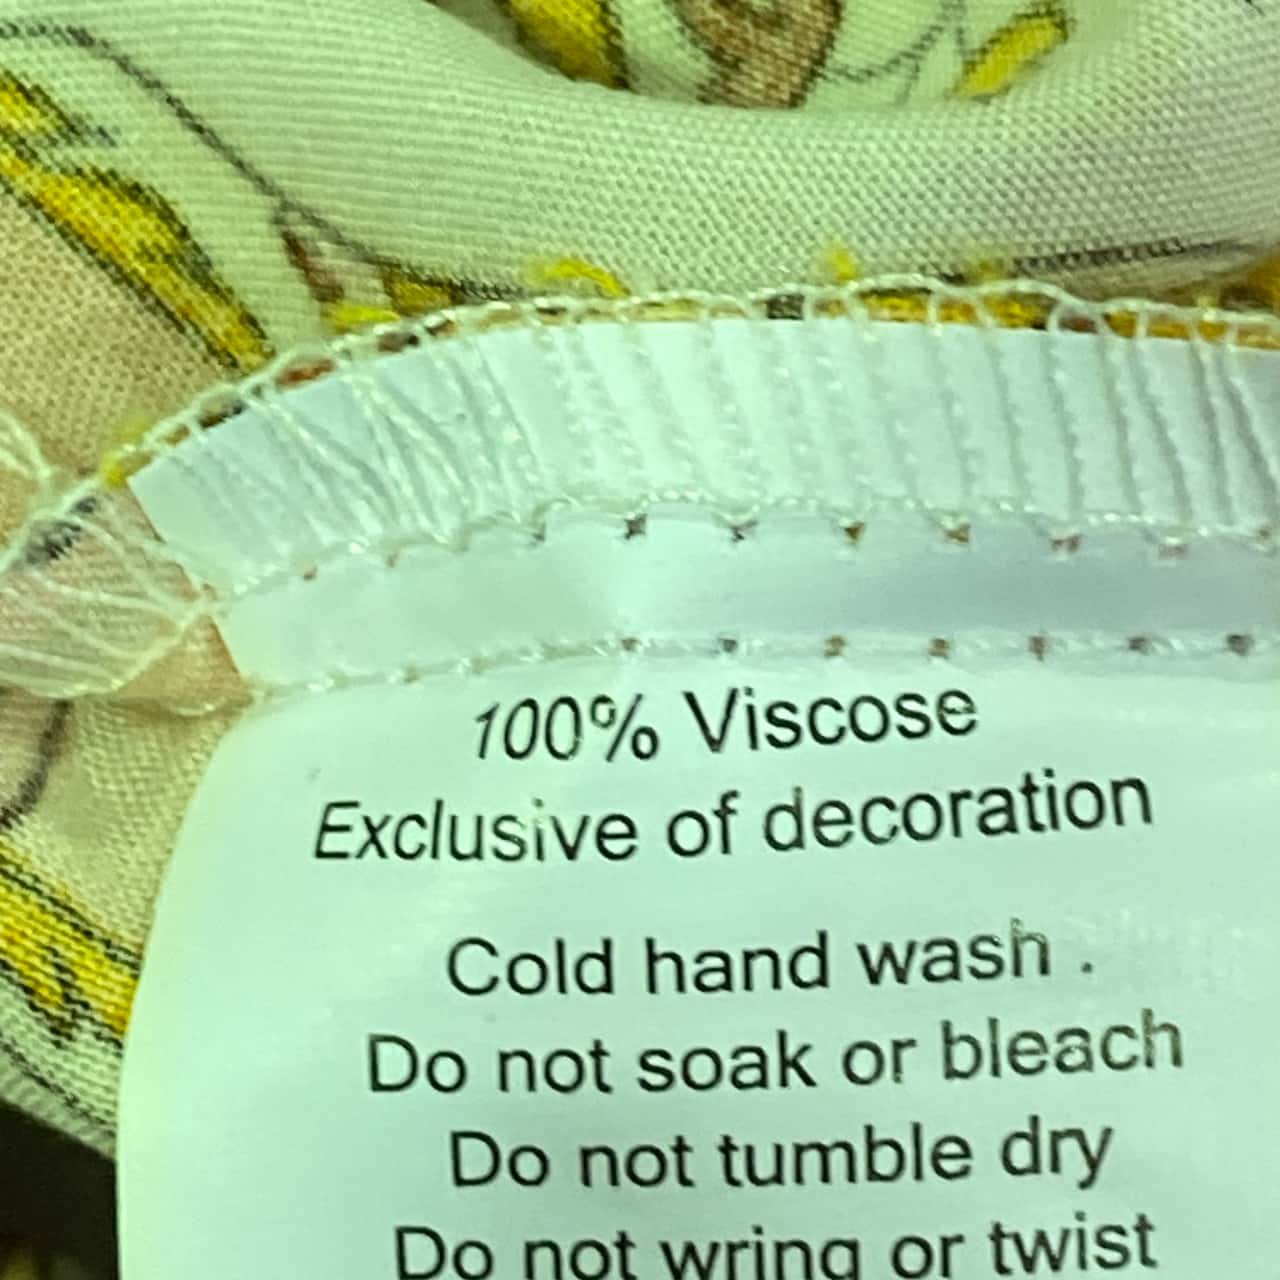 100% Viscose
Exclusive of decoration
Cold hand wash .
Do not soak or bleach
Do not tumble dry
Do not wring or twist